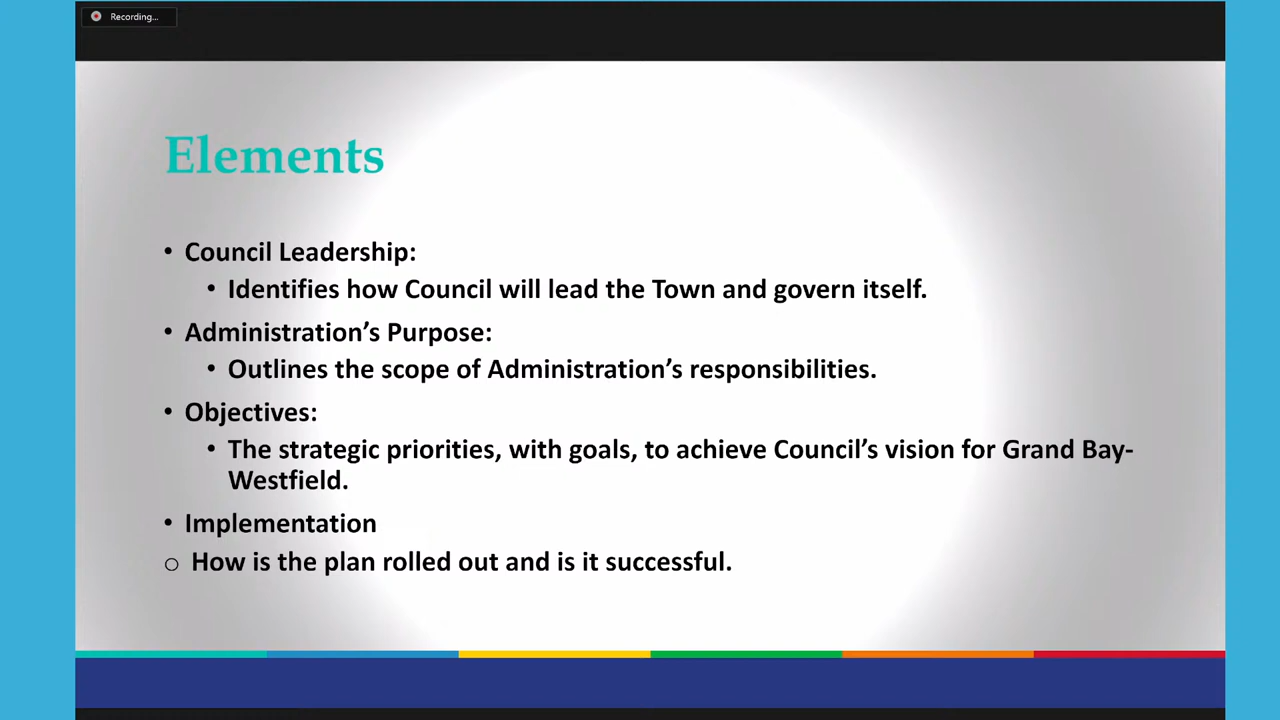 Recording...
Elements
• Council Leadership:
• Identifies how Council will lead the Town and govern itself.
• Administration’s Purpose:
• Outlines the scope of Administration’s responsibilities.
• Objectives:
• The strategic priorities, with goals, to achieve Council’s vision for Grand Bay-
Westfield.
• Implementation
o How is the plan rolled out and is it successful.